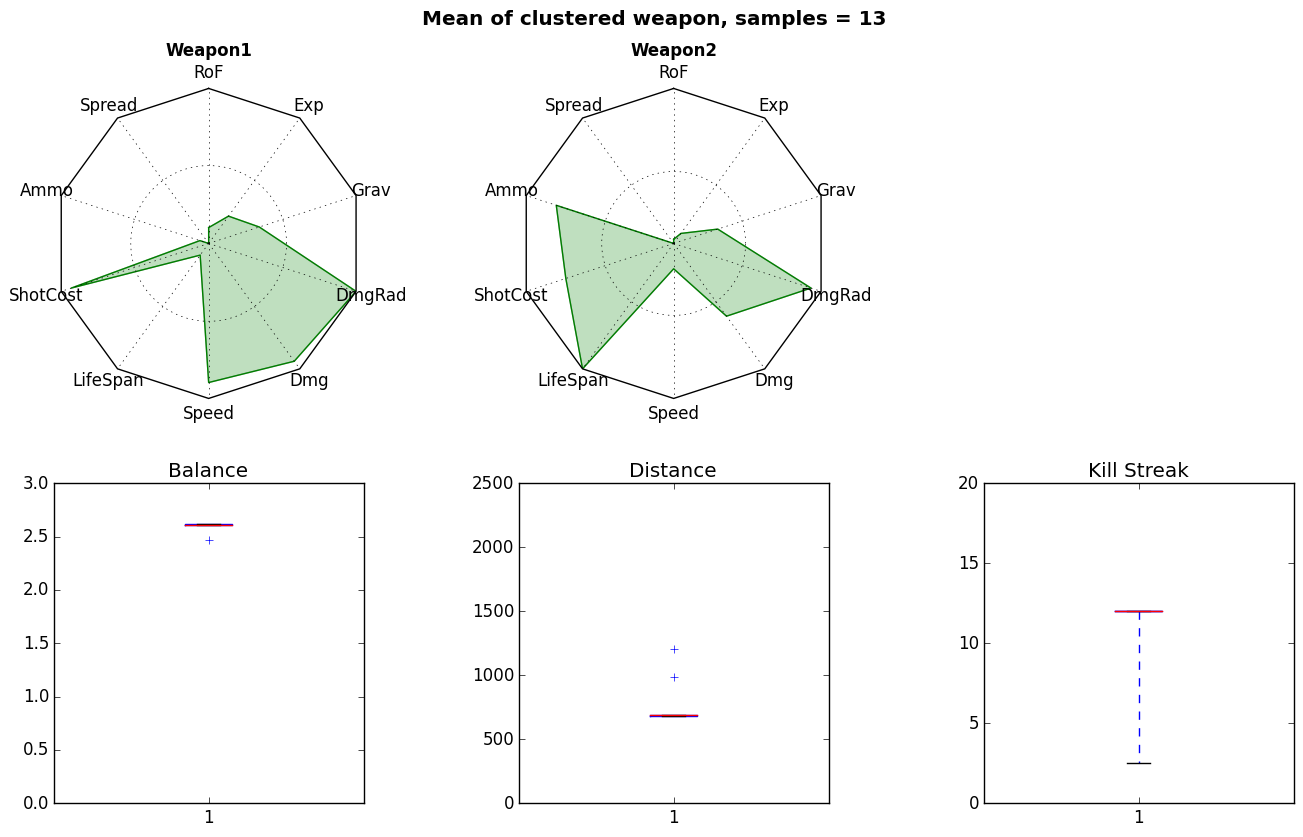 Mean of clustered weapon, samples = 13
Weapon1
RoF
Spread
Exp
Ammo
Grav
ShotCost
DmgRad
LifeSpan
Dmg
Speed
Weapon2
RoF
Spread
Exp
Ammo
Grav
ShotCost
DmgRad
LifeSpan
Dmg
Speed
Balance
3.0
2.5
2.0
1.5
1.0
0.5
0.0
1
Distance
2500
2000
1500
1000
500
0
1
Kill Streak
20
15
10
5
0
1